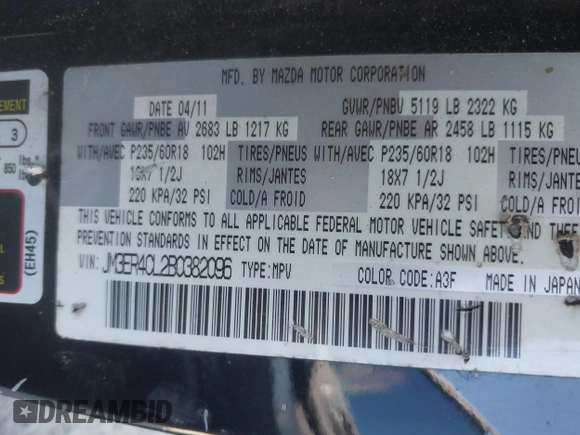 MFD. BY MAZDA MOTOR CORPORATION
DATE 04/11
GVWR/PNBV 5119 LB 2322 KG
FRONT GAWR/PNBE AV 2683 LB 1217 KG
REAR GAWR/PNBE AR 2458 LB 1115 KG
WITH/AVEC P235/60R18 102H TIRES/PNEUS WITH/AVEC P235/60R18 102H TIRES/PNEU
18X7 1/2J RIMS/JANTES 18X7 1/2J RIMS/JANTES
220 KPA/32 PSI COLD/A FROID 220 KPA/32 PSI COLD/A FROID
THIS VEHICLE CONFORMS TO ALL APPLICABLE FEDERAL MOTOR VEHICLE SAFETY AND THEFT
PREVENTION STANDARDS IN EFFECT ON THE DATE OF MANUFACTURE SHOWN ABOVE.
VIN: JM3ER4CL2B0382096 TYPE:MPV COLOR CODE:A3F MADE IN JAPAN
EMENT
3
850 lbs.
(EH45)
DREAMBID